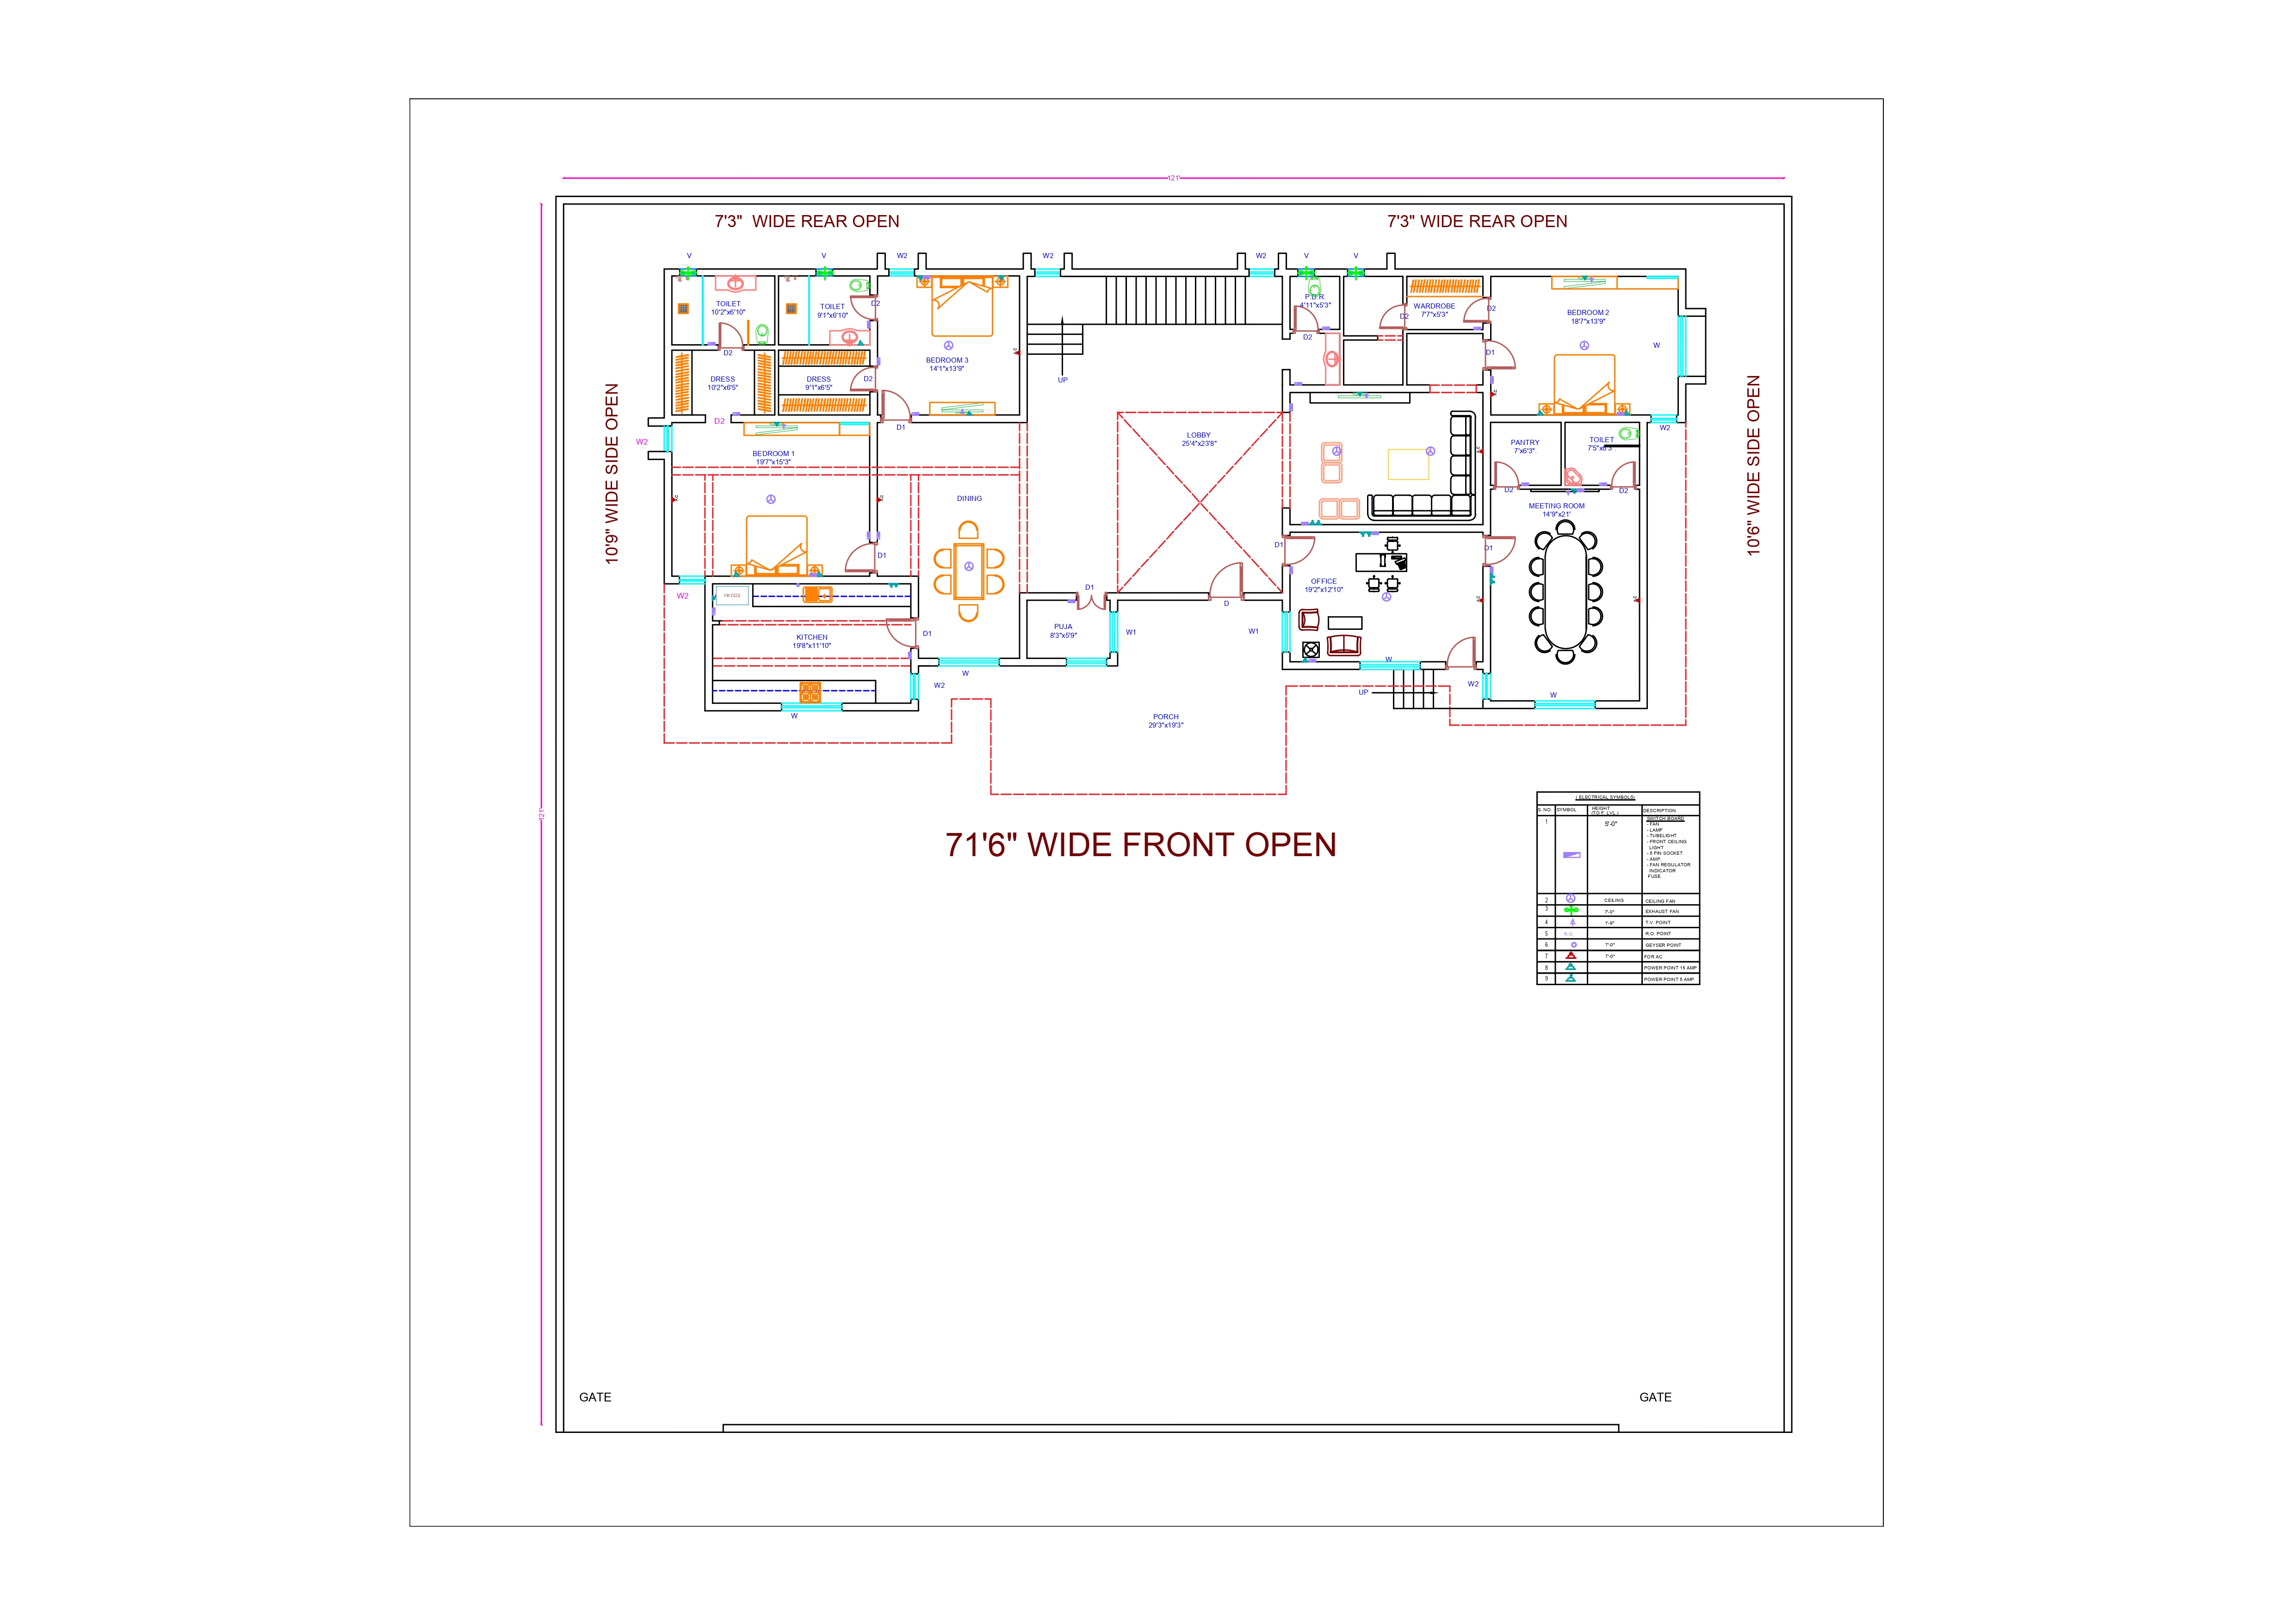 121'
7'3"  WIDE REAR OPEN
7'3" WIDE REAR OPEN
V
V
W2
W2
W2
V
V
TOILET
10'2"x6'10"
D2
TOILET
9'1"x6'10"
D2
P.D.R.
4'11"x5'3"
D2
D2
WARDROBE
7'7"x5'3"
D2
BEDROOM 2
18'7"x13'9"
W
D1
W2
BEDROOM 3
14'1"x13'9"
DRESS
10'2"x6'5"
DRESS
9'1"x6'5"
D2
D2
D1
UP
10'9" WIDE SIDE OPEN
10'6" WIDE SIDE OPEN
W2
BEDROOM 1
19'7"x15'3"
LOBBY
25'4"x23'8"
PANTRY
7'x6'3".
D2
TOILET
D2
DINING
MEETING ROOM
14'9"x21'
D1
D1
D1
W2
FRIDGE
D1
OFFICE
19'2"x12'10"
D
PUJA
8'3"x5'9"
W1
W1
KITCHEN
19'8"x11'10"
D1
W
W2
W
W
UP
W2
W
PORCH
29'3"x19'3"
121'
71'6" WIDE FRONT OPEN
( ELECTRICAL SYMBOLS)
S. NO.
SYMBOL
HEIGHT
(TO F. LVL.)
DESCRIPTION
1
5'-0"
SWITCH BOARD
- FAN
- LAMP
- TUBELIGHT
- FRONT CEILING
LIGHT
- 5 PIN SOCKET
- AMP.
- FAN REGULATOR
INDICATOR
FUSE
2
CEILING
CEILING FAN
3
7'-0"
EXHAUST FAN
4
T.V. POINT
5
R.O.
R.O. POINT
6
7'-0"
GEYSER POINT
7
7'-0"
FOR AC
8
POWER POINT 15 AMP
9
POWER POINT 5 AMP
GATE
GATE